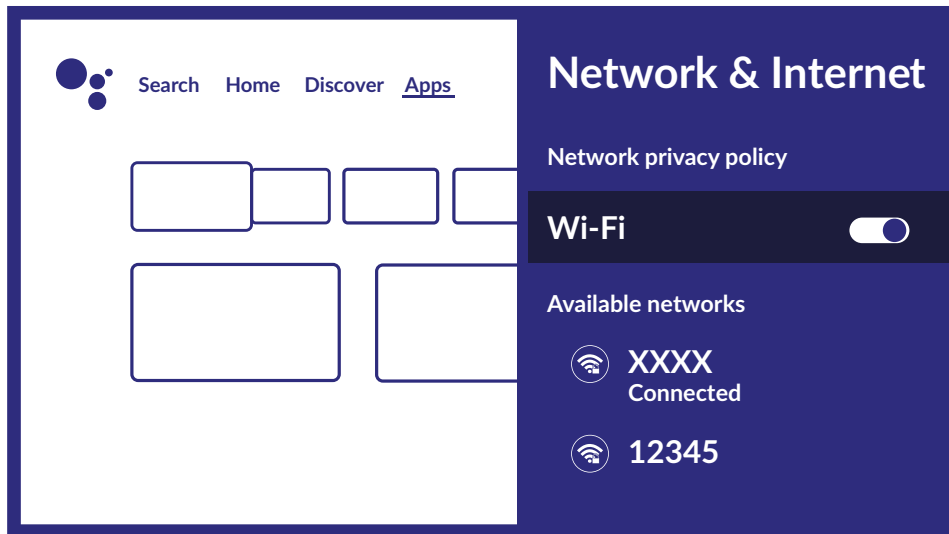 Search Home Discover Apps
Network & Internet
Network privacy policy
Wi-Fi
Available networks
XXXX
Connected
12345